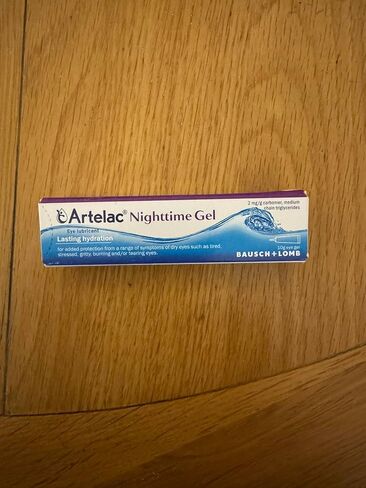 Artelac® Nighttime Gel
2 mg/g carbomer, medium
chain triglycerides
Eye lubricant
Lasting hydration
for added protection from a range of symptoms of dry eyes such as tired,
stressed, gritty, burning and/or tearing eyes.
10g eye gel
BAUSCH + LOMB